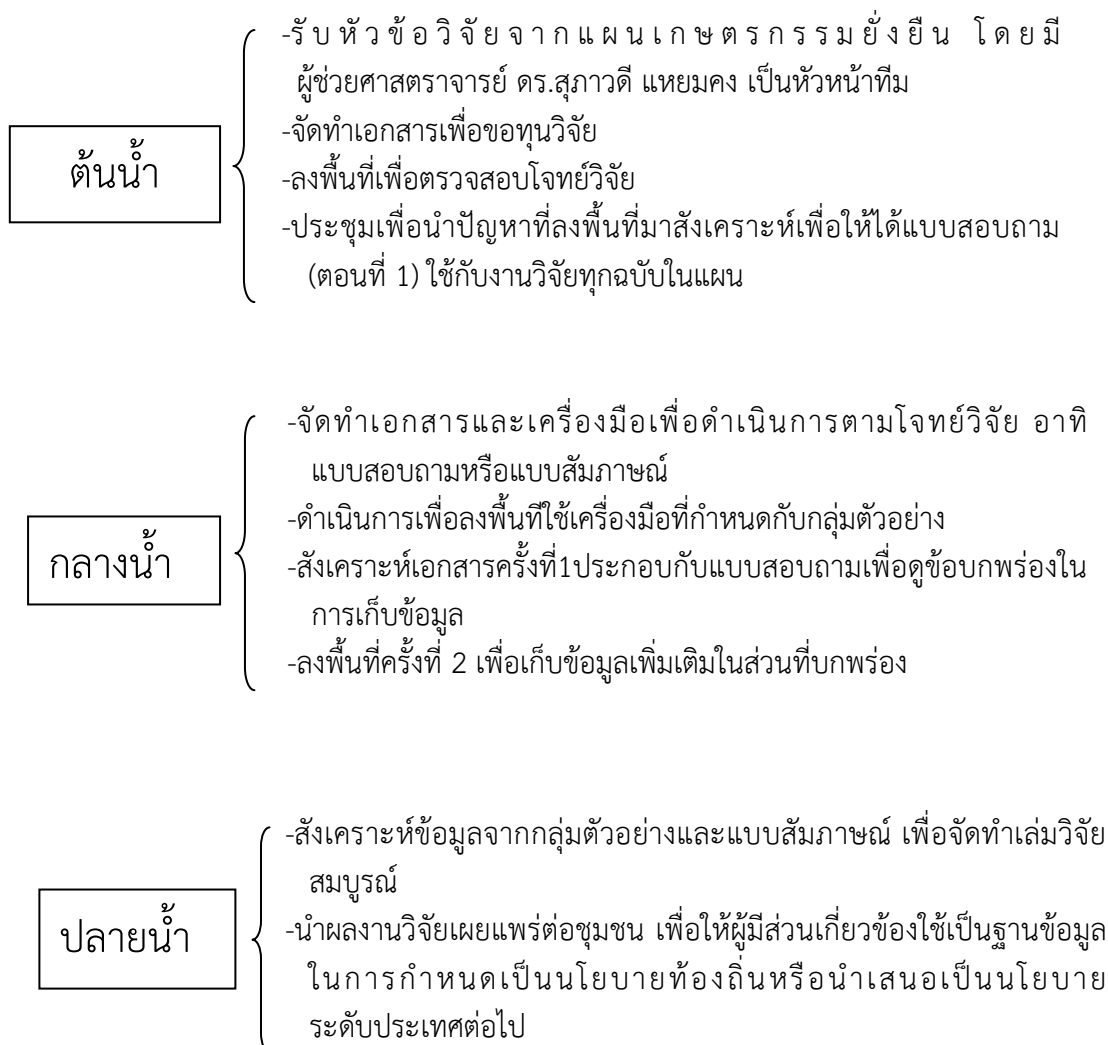 -รับหัวข้อวิจัยจากแผนเกษตรกรรมยั่งยืน โดยมี
ผู้ช่วยศาสตราจารย์ ดร.สุภาวดี แหยมคง เป็นหัวหน้าทีม
-จัดทำเอกสารเพื่อขอทุนวิจัย
ต้นน้ำ
-ลงพื้นที่เพื่อตรวจสอบโจทย์วิจัย
-ประชุมเพื่อนำปัญหาที่ลงพื้นที่มาสังเคราะห์เพื่อให้ได้แบบสอบถาม
(ตอนที่ 1) ใช้กับงานวิจัยทุกฉบับในแผน
-จัดทำเอกสารและเครื่องมือเพื่อดำเนินการตามโจทย์วิจัย อาทิ
แบบสอบถามหรือแบบสัมภาษณ์
-ดำเนินการเพื่อลงพื้นทีใช้เครื่องมือที่กำหนดกับกลุ่มตัวอย่าง
กลางน้ำ
-สังเคราะห์เอกสารครั้งที่1ประกอบกับแบบสอบถามเพื่อดูข้อบกพร่องใน
การเก็บข้อมูล
-ลงพื้นที่ครั้งที่ 2 เพื่อเก็บข้อมูลเพิ่มเติมในส่วนที่บกพร่อง
-สังเคราะห์ข้อมูลจากกลุ่มตัวอย่างและแบบสัมภาษณ์ เพื่อจัดทำเล่มวิจัย
สมบูรณ์
ปลายน้ำ
-นำผลงานวิจัยเผยแพร่ต่อชุมชน เพื่อให้ผู้มีส่วนเกี่ยวข้องใช้เป็นฐานข้อมูล
ในการกำหนดเป็นนโยบายท้องถิ่นหรือนำเสนอเป็นนโยบาย
ระดับประเทศต่อไป